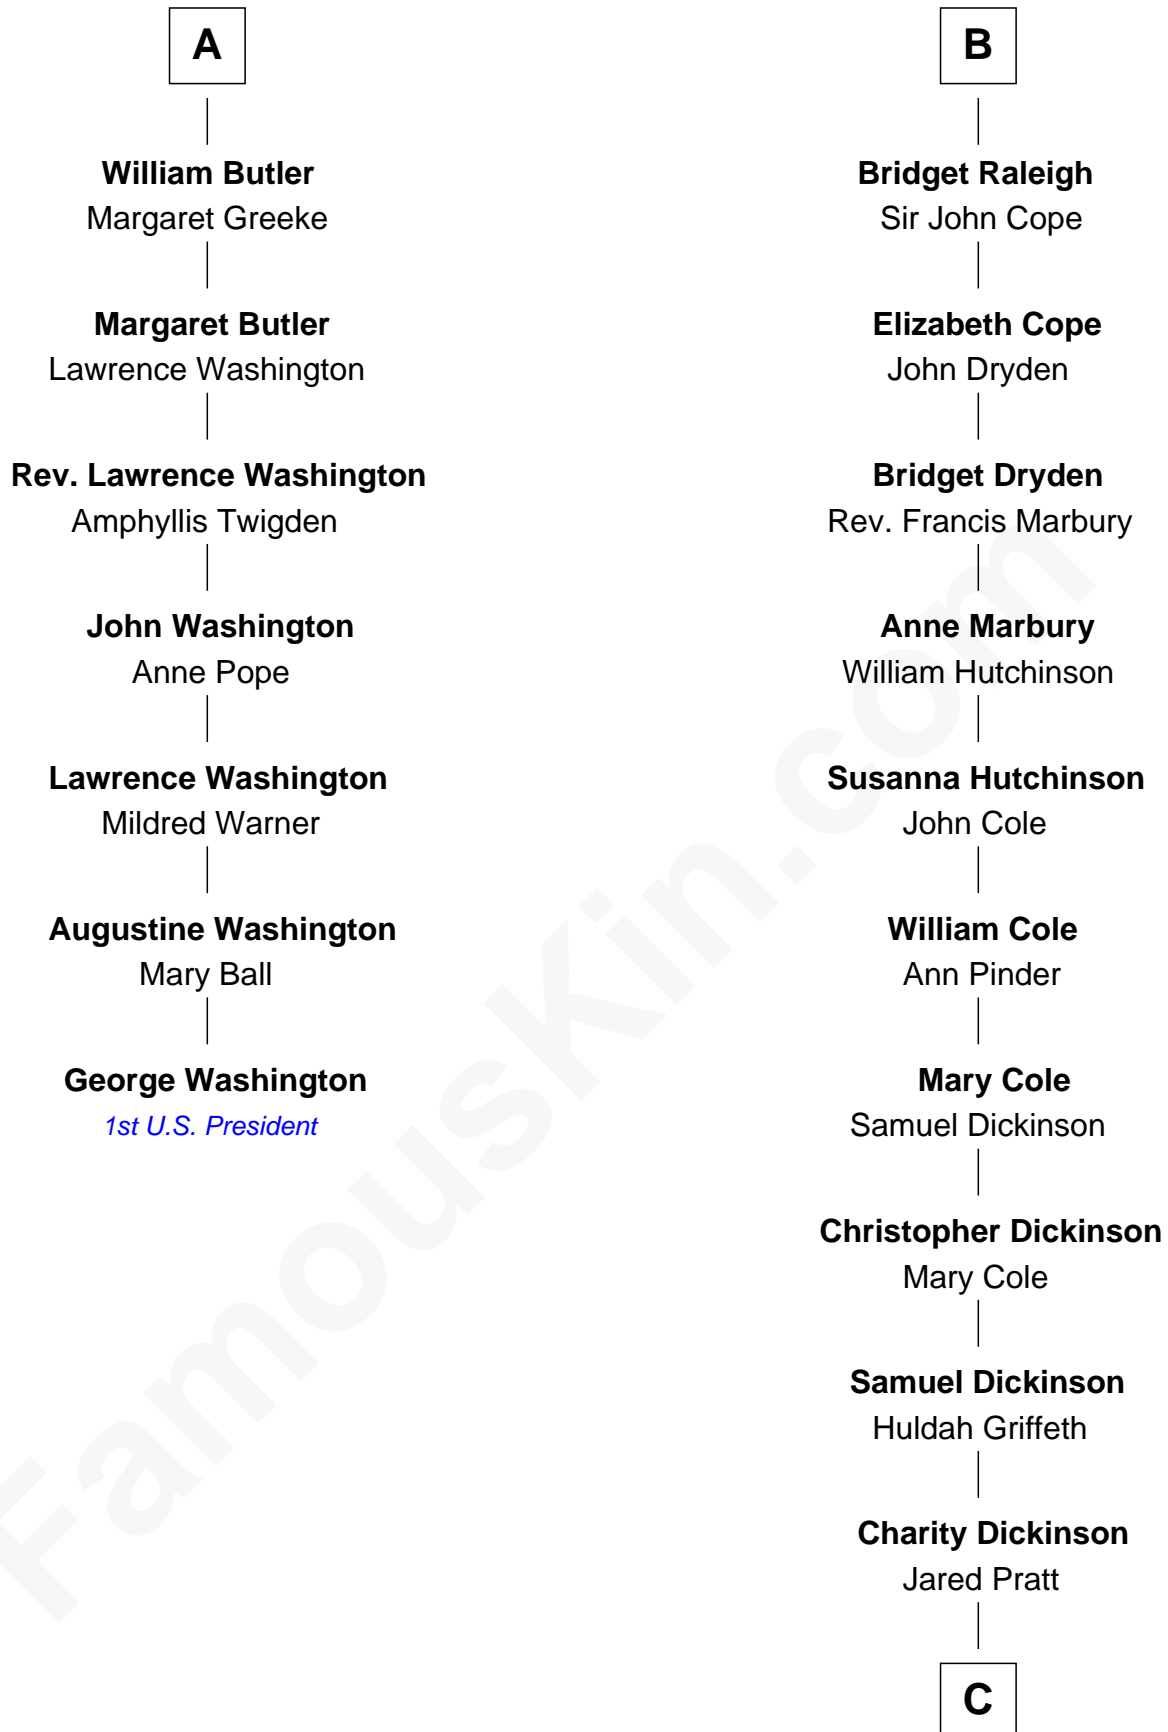 A
William Butler
Margaret Greeke
Margaret Butler
Lawrence Washington
Rev. Lawrence Washington
Amphyllis Twigden
John Washington
Anne Pope
Lawrence Washington
Mildred Warner
Augustine Washington
Mary Ball
George Washington
1st U.S. President
B
Bridget Raleigh
Sir John Cope
Elizabeth Cope
John Dryden
Bridget Dryden
Rev. Francis Marbury
Anne Marbury
William Hutchinson
Susanna Hutchinson
John Cole
William Cole
Ann Pinder
Mary Cole
Samuel Dickinson
Christopher Dickinson
Mary Cole
Samuel Dickinson
Huldah Griffeth
Charity Dickinson
Jared Pratt
C
FamousKin.com